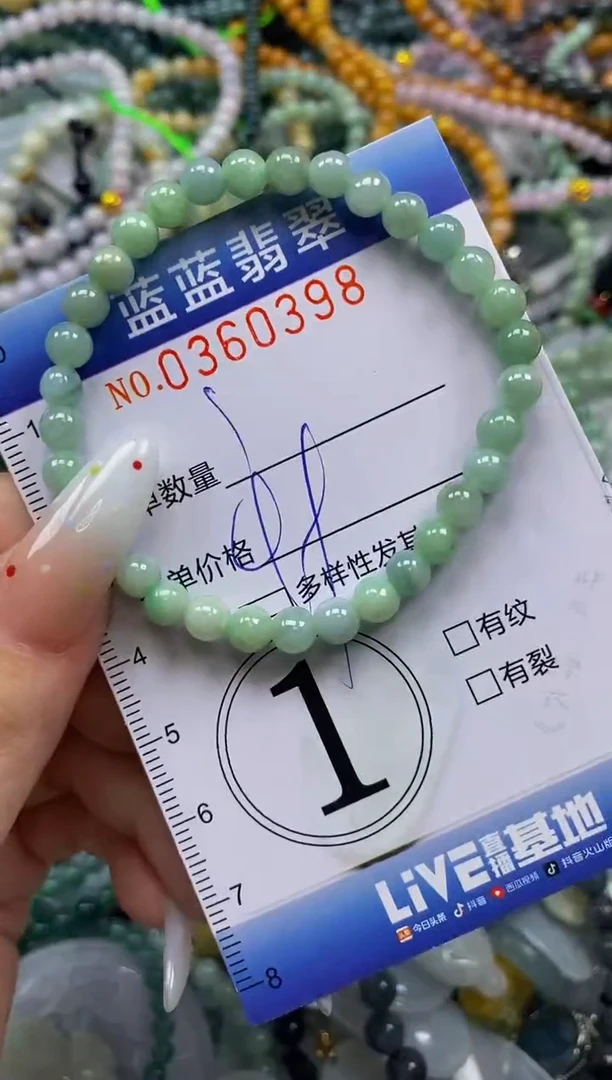 蓝蓝翡翠
NO.0360398
单数量
单价格
多样性发
1
□有纹
□有裂
1
4
5
6
7
8
LiVE直播基地
今日头条 抖音 西瓜视频 抖音火山版